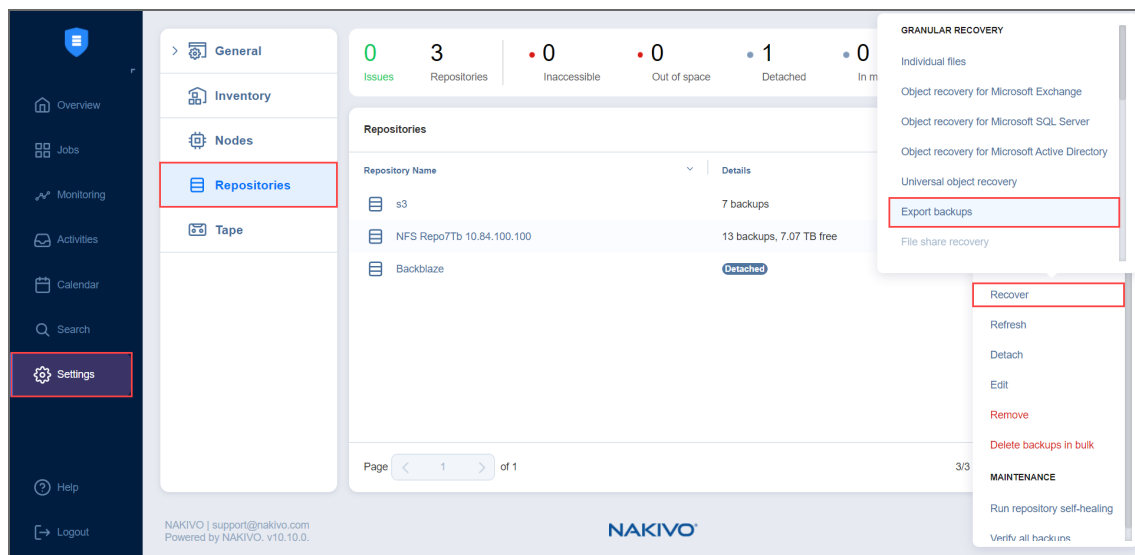 Overview
Jobs
Monitoring
Activities
Calendar
Search
Settings
Help
Logout
General
Inventory
Nodes
Repositories
Tape
0
Issues
3
Repositories
0
Inaccessible
0
Out of space
1
Detached
0
In m
Repositories
Repository Name
Details
s3
7 backups
NFS Repo7Tb 10.84.100.100
13 backups, 7.07 TB free
Backblaze
Detached
Page 1 of 1
3/3
GRANULAR RECOVERY
Individual files
Object recovery for Microsoft Exchange
Object recovery for Microsoft SQL Server
Object recovery for Microsoft Active Directory
Universal object recovery
Export backups
File share recovery
Recover
Refresh
Detach
Edit
Remove
Delete backups in bulk
MAINTENANCE
Run repository self-healing
Verify all backups
NAKIVO | support@nakivo.com
Powered by NAKIVO. v10.10.0.
NAKIVO®